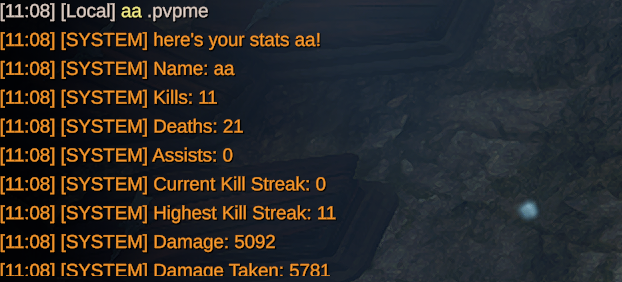 [11:08] [Local] aa .pvpme
[11:08] [SYSTEM] here's your stats aa!
[11:08] [SYSTEM] Name: aa
[11:08] [SYSTEM] Kills: 11
[11:08] [SYSTEM] Deaths: 21
[11:08] [SYSTEM] Assists: 0
[11:08] [SYSTEM] Current Kill Streak: 0
[11:08] [SYSTEM] Highest Kill Streak: 11
[11:08] [SYSTEM] Damage: 5092
[11:08] [SYSTEM] Damage Taken: 5781